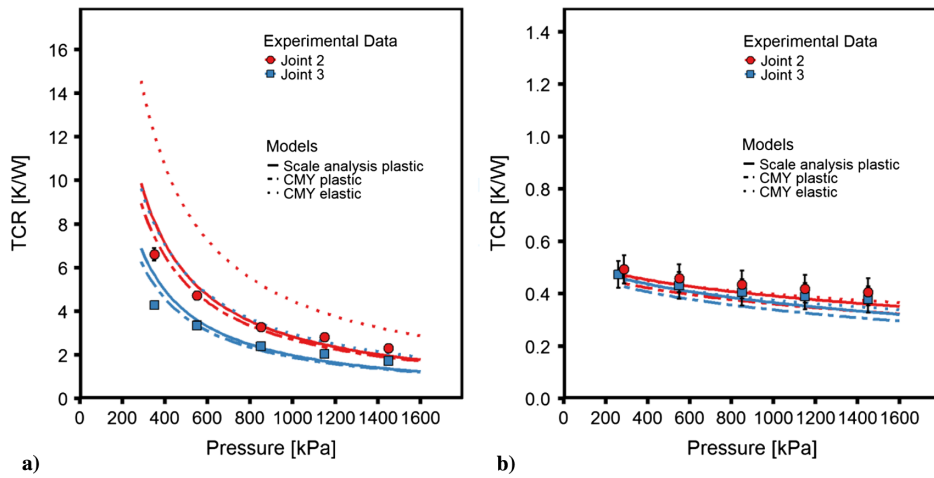 Experimental Data
Joint 2
Joint 3
Models
Scale analysis plastic
CMY plastic
CMY elastic
TCR [K/W]
16
14
12
10
8
6
4
2
0
0 200 400 600 800 1000 1200 1400 1600
Pressure [kPa]
a)
Experimental Data
Joint 2
Joint 3
Models
Scale analysis plastic
CMY plastic
CMY elastic
TCR [K/W]
1.4
1.2
1.0
0.8
0.6
0.4
0.2
0
0 200 400 600 800 1000 1200 1400 1600
Pressure [kPa]
b)